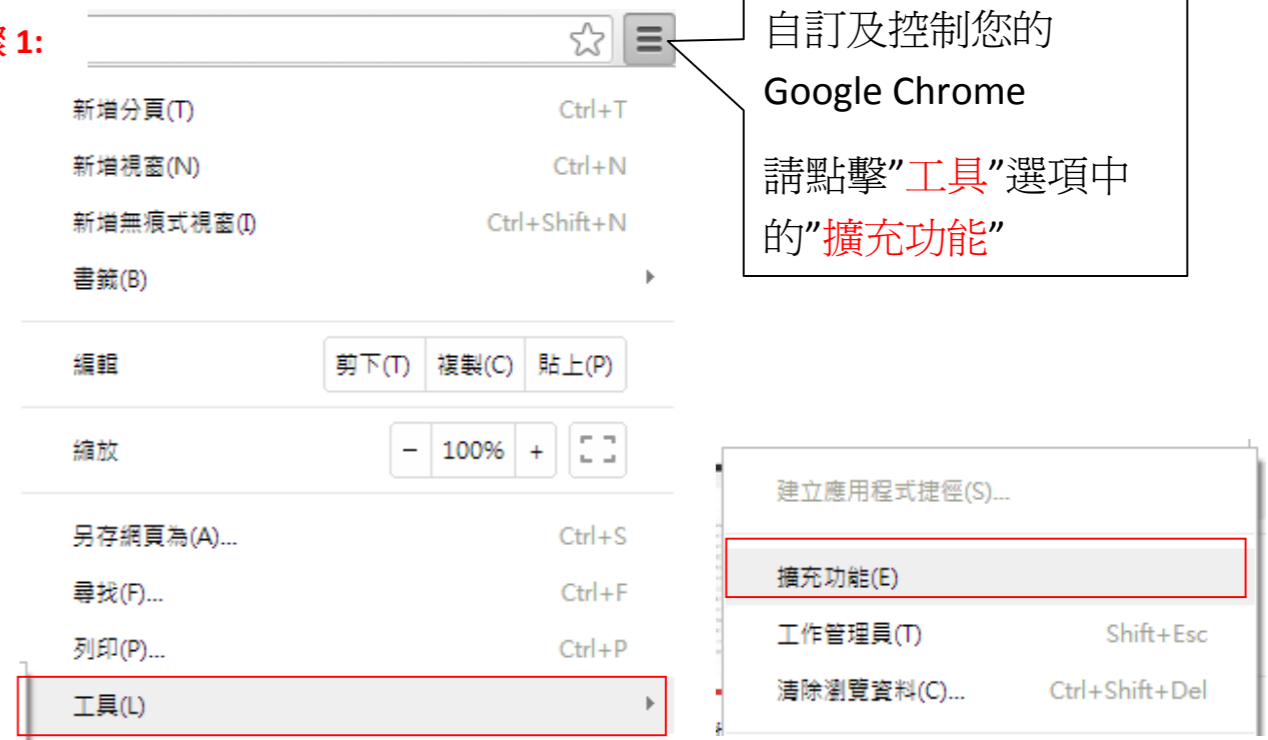 驟 1:
自訂及控制您的
Google Chrome
請點擊”工具”選項中
的”擴充功能”
新增分頁(T) Ctrl+T
新增視窗(N) Ctrl+N
新增無痕式視窗(I) Ctrl+Shift+N
書籤(B)
編輯 剪下(T) 複製(C) 貼上(P)
縮放 − 100% +
另存網頁為(A)... Ctrl+S
尋找(F)... Ctrl+F
列印(P)... Ctrl+P
工具(L)
建立應用程式捷徑(S)...
擴充功能(E)
工作管理員(T) Shift+Esc
清除瀏覽資料(C)... Ctrl+Shift+Del